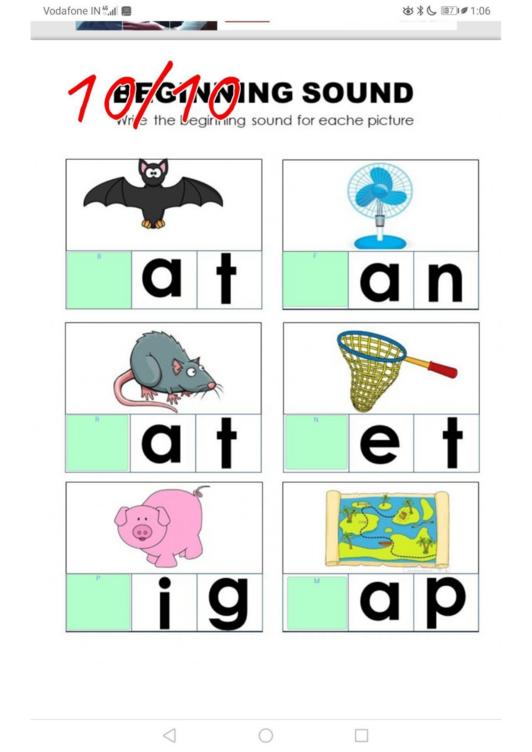 Vodafone IN 4G 87 1:06
10/10
BEGINNING SOUND
Write the beginning sound for eache picture
B a t
F a n
R a t
N e t
P i g
M a p